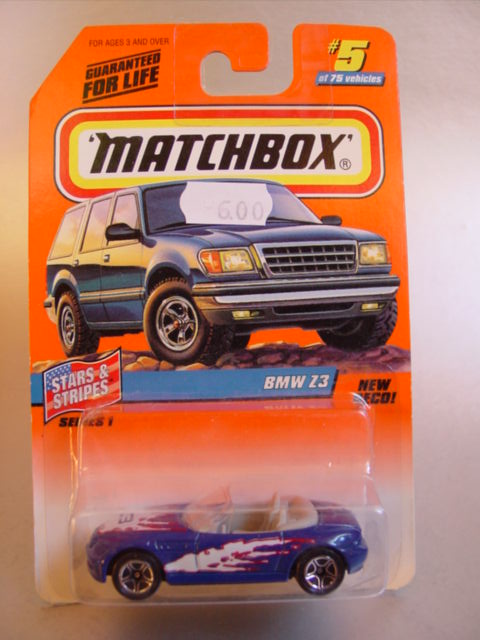 FOR AGES 3 AND OVER
GUARANTEED
FOR LIFE
#5
of 75 vehicles
'MATCHBOX'®
6.00
BMW Z3
STARS &
STRIPES
SERIES 1
NEW
DECO!
3